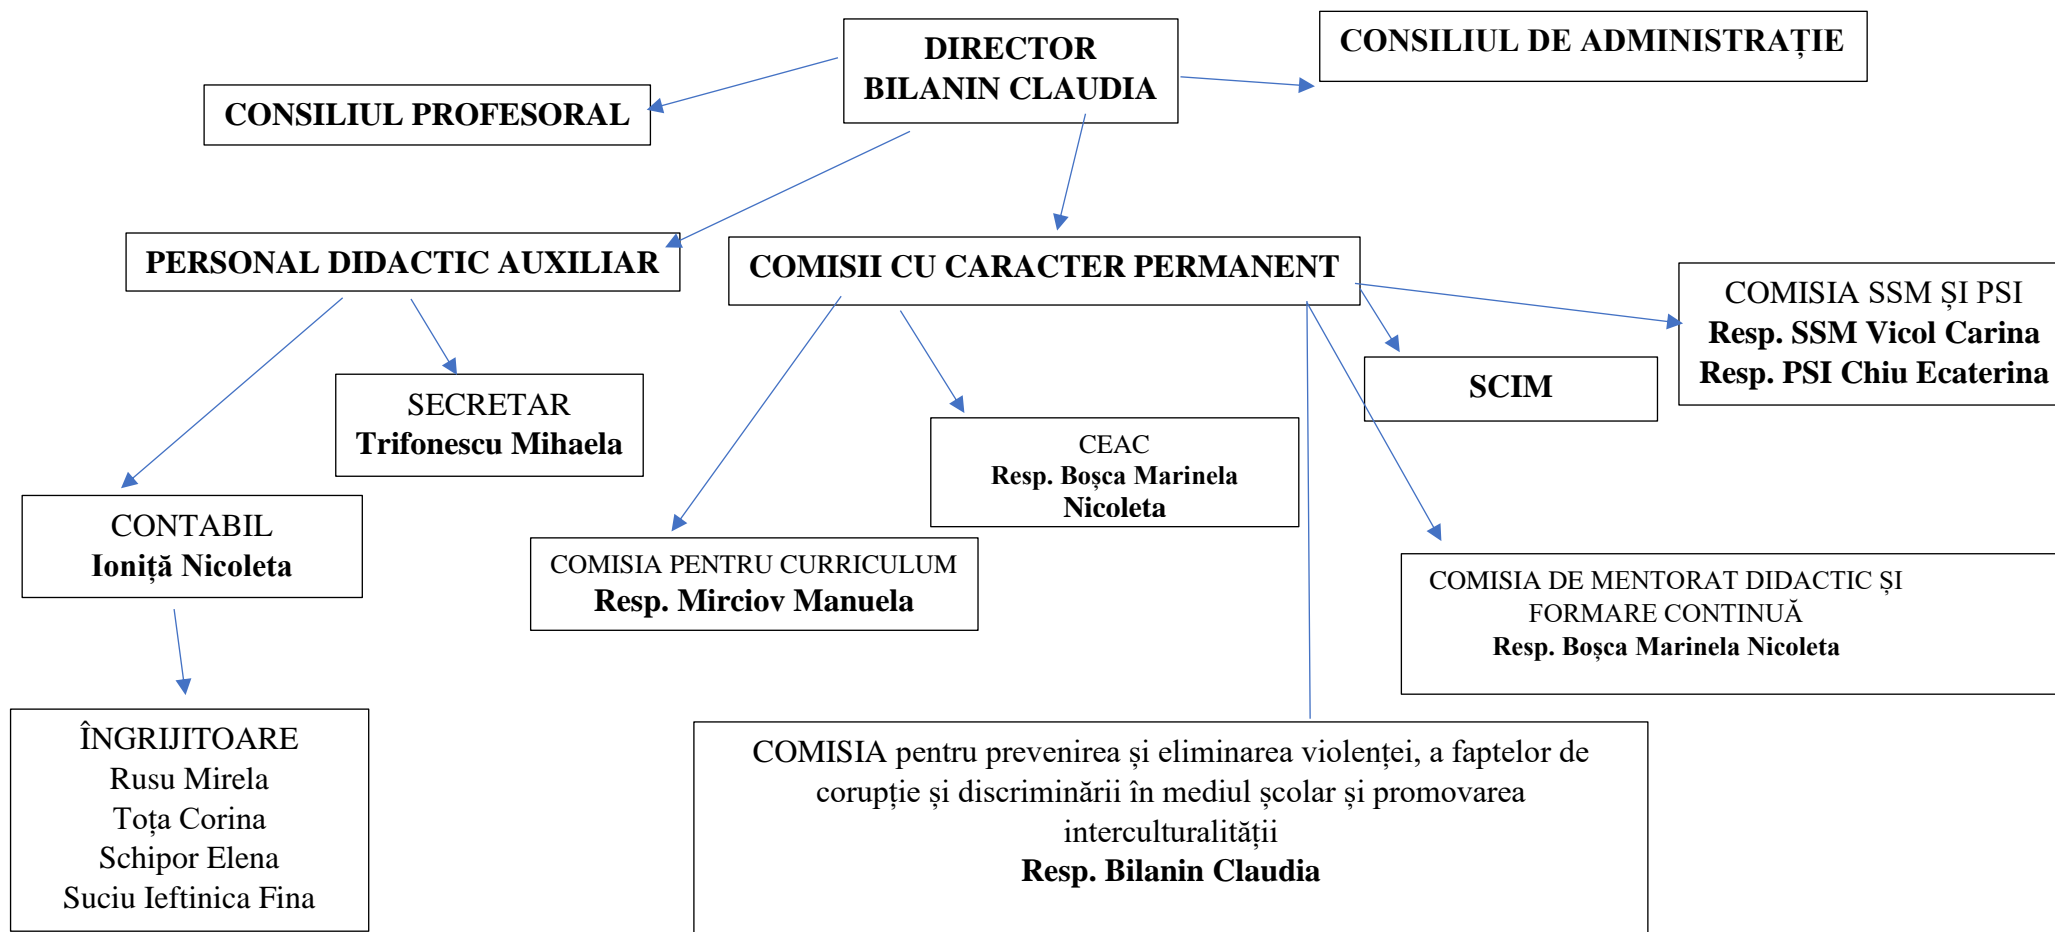 DIRECTOR
BILANIN CLAUDIA
CONSILIUL DE ADMINISTRAȚIE
CONSILIUL PROFESORAL
PERSONAL DIDACTIC AUXILIAR
COMISII CU CARACTER PERMANENT
COMISIA SSM ȘI PSI
Resp. SSM Vicol Carina
Resp. PSI Chiu Ecaterina
SECRETAR
Trifonescu Mihaela
SCIM
CEAC
Resp. Boșca Marinela
Nicoleta
CONTABIL
Ioniță Nicoleta
COMISIA PENTRU CURRICULUM
Resp. Mirciov Manuela
COMISIA DE MENTORAT DIDACTIC ȘI
FORMARE CONTINUĂ
Resp. Boșca Marinela Nicoleta
ÎNGRIJITOARE
Rusu Mirela
Toța Corina
Schipor Elena
Suciu Ieftinica Fina
COMISIA pentru prevenirea și eliminarea violenței, a faptelor de
corupție și discriminării în mediul școlar și promovarea
interculturalității
Resp. Bilanin Claudia